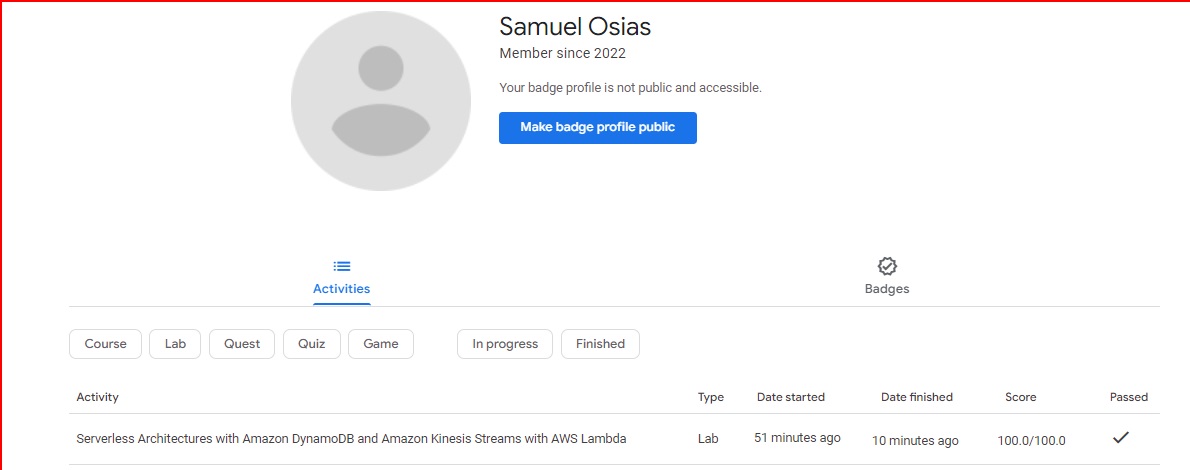 Samuel Osias
Member since 2022
Your badge profile is not public and accessible.
Make badge profile public
Activities
Badges
Course Lab Quest Quiz Game In progress Finished
Activity Type Date started Date finished Score Passed
Serverless Architectures with Amazon DynamoDB and Amazon Kinesis Streams with AWS Lambda Lab 51 minutes ago 10 minutes ago 100.0/100.0